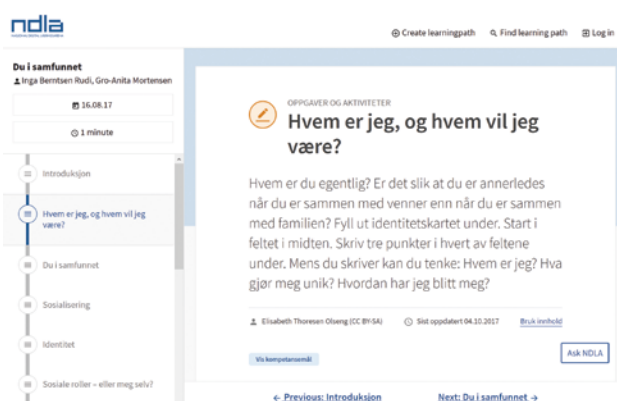 ndla
Create learningpath
Find learning path
Log in
Du i samfunnet
Inga Berntsen Rudi, Gro-Anita Mortensen
16.08.17
1 minute
Introduksjon
Hvem er jeg, og hvem vil jeg
være?
Du i samfunnet
Sosialisering
Identitet
Sosiale roller – eller meg selv?
OPPGAVER OG AKTIVITETER
Hvem er jeg, og hvem vil jeg
være?
Hvem er du egentlig? Er det slik at du er annerledes
når du er sammen med venner enn når du er sammen
med familien? Fyll ut identitetskartet under. Start i
feltet i midten. Skriv tre punkter i hvert av feltene
under. Mens du skriver kan du tenke: Hvem er jeg? Hva
gjør meg unik? Hvordan har jeg blitt meg?
Elisabeth Thoresen Olseng (CC BY-SA)
Sist oppdatert 04.10.2017
Bruk innhold
Ask NDLA
Vis kompetansemål
← Previous: Introduksjon
Next: Du i samfunnet →